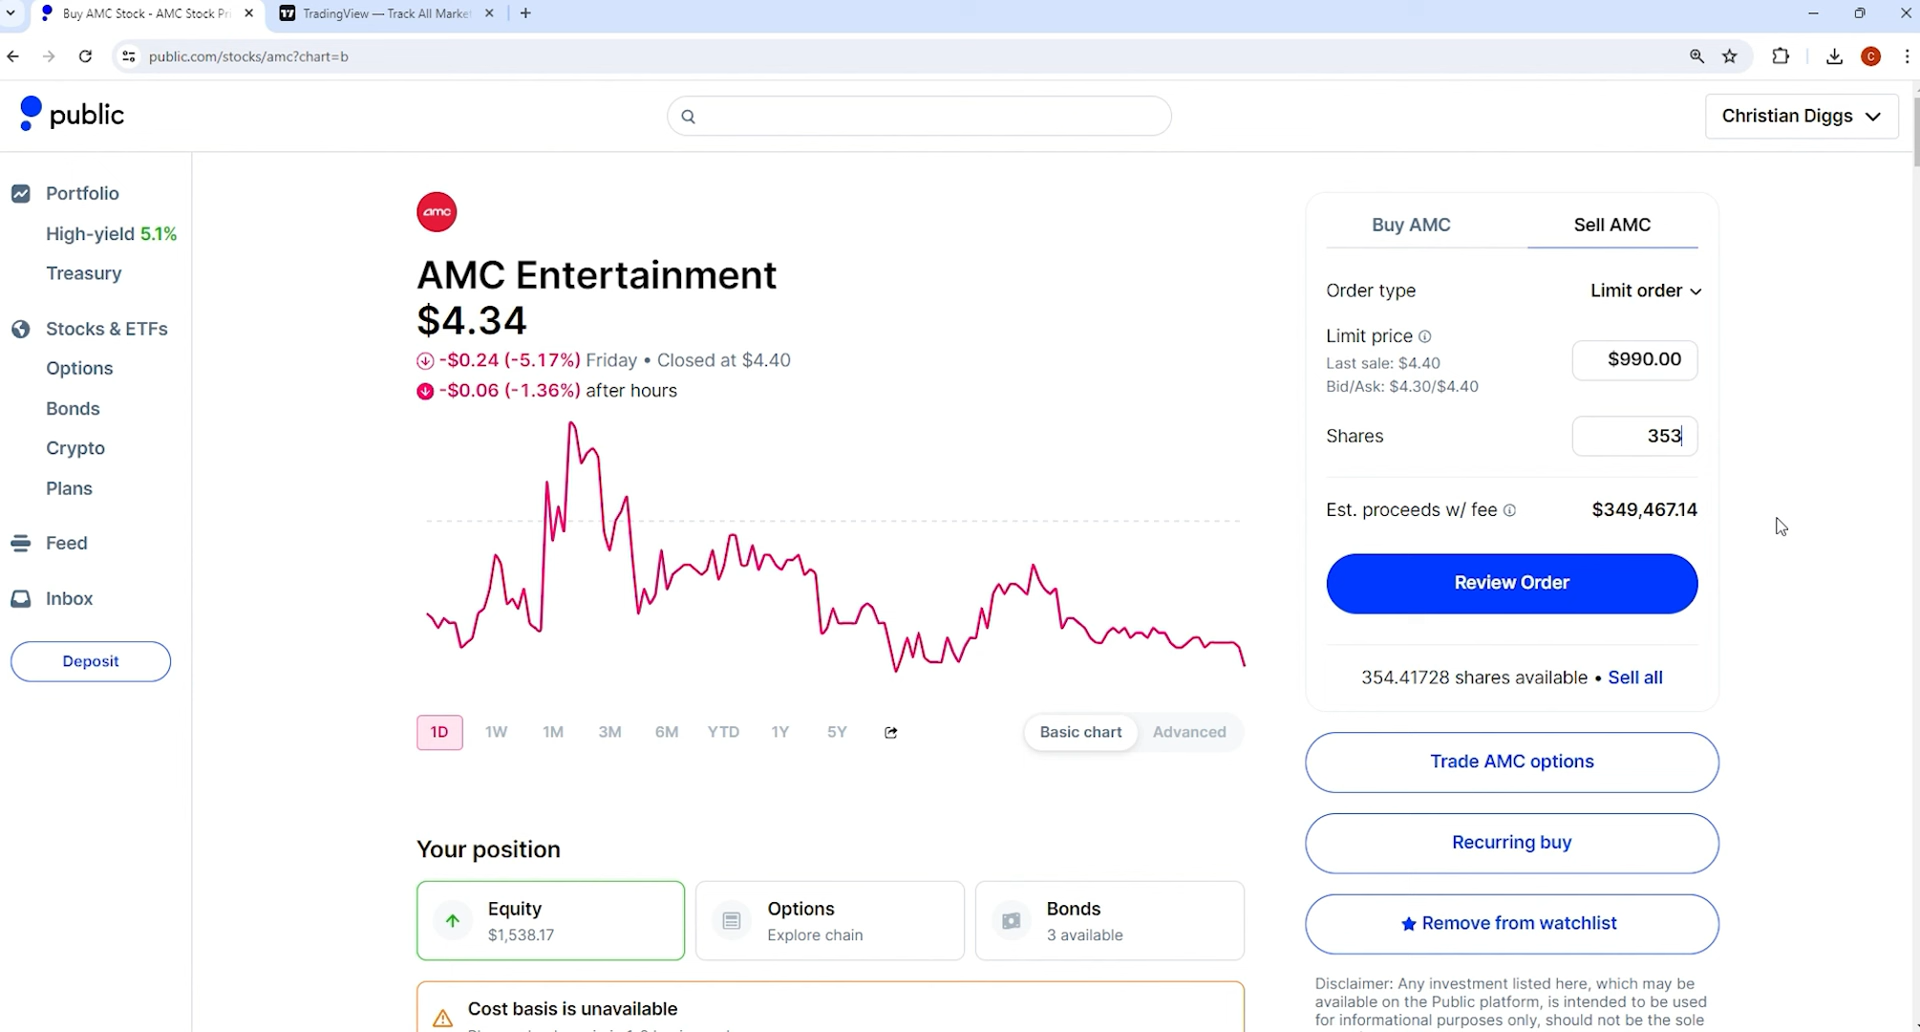 Buy AMC Stock - AMC Stock Pri
TradingView — Track All Market
public.com/stocks/amc?chart=b
C
public
Christian Diggs
Portfolio
High-yield 5.1%
Treasury
Stocks & ETFs
Options
Bonds
Crypto
Plans
Feed
Inbox
Deposit
amc
AMC Entertainment
$4.34
-$0.24 (-5.17%) Friday • Closed at $4.40
-$0.06 (-1.36%) after hours
1D 1W 1M 3M 6M YTD 1Y 5Y
Basic chart Advanced
Your position
Equity
$1,538.17
Options
Explore chain
Bonds
3 available
Cost basis is unavailable
Buy AMC Sell AMC
Order type Limit order
Limit price
Last sale: $4.40
Bid/Ask: $4.30/$4.40
$990.00
Shares 353
Est. proceeds w/ fee $349,467.14
Review Order
354.41728 shares available • Sell all
Trade AMC options
Recurring buy
Remove from watchlist
Disclaimer: Any investment listed here, which may be
available on the Public platform, is intended to be used
for informational purposes only, should not be the sole